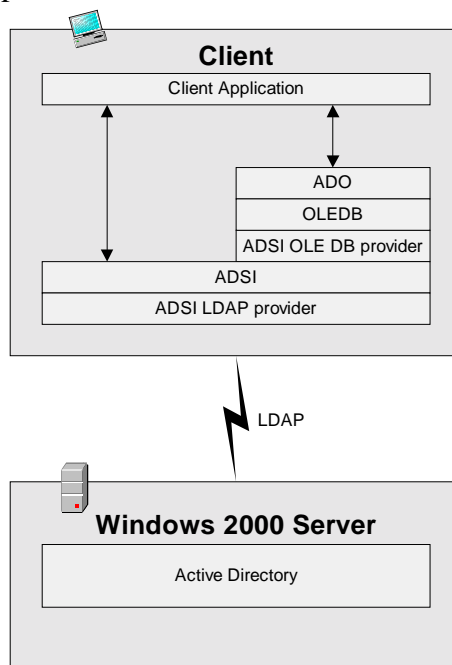 Client
Client Application
ADO
OLEDB
ADSI OLE DB provider
ADSI
ADSI LDAP provider
LDAP
Windows 2000 Server
Active Directory